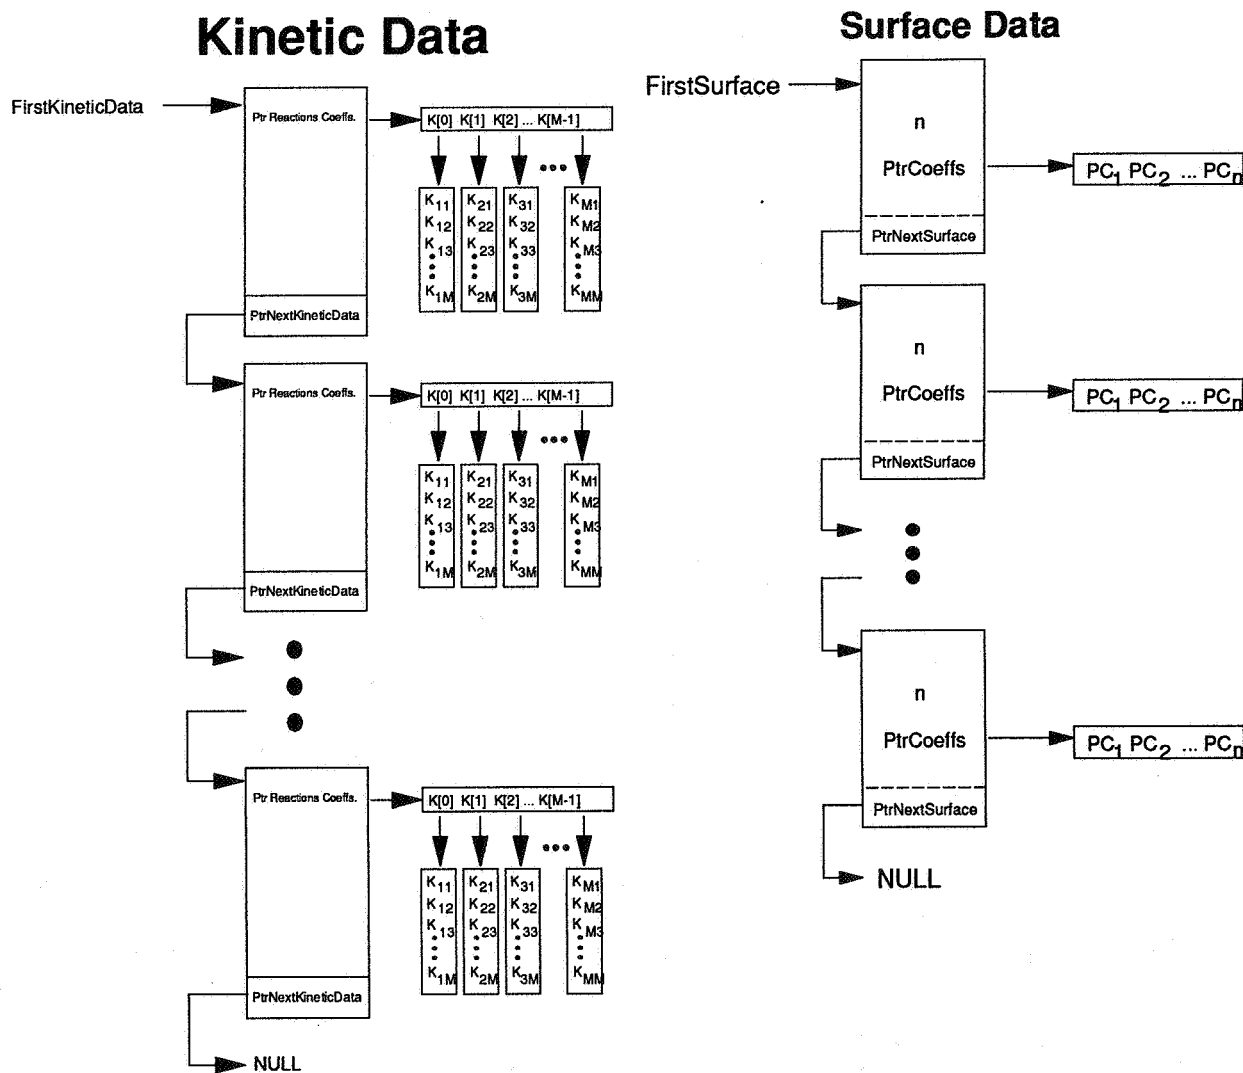 Kinetic Data
FirstKineticData
Ptr Reactions Coeffs.
K[0] K[1] K[2] ... K[M-1]
K11 K21 K31 KM1
K12 K22 K32 KM2
K13 K23 K33 KM3
K1M K2M K3M KMM
PtrNextKineticData
Ptr Reactions Coeffs.
K[0] K[1] K[2] ... K[M-1]
K11 K21 K31 KM1
K12 K22 K32 KM2
K13 K23 K33 KM3
K1M K2M K3M KMM
PtrNextKineticData
Ptr Reactions Coeffs.
K[0] K[1] K[2] ... K[M-1]
K11 K21 K31 KM1
K12 K22 K32 KM2
K13 K23 K33 KM3
K1M K2M K3M KMM
PtrNextKineticData
NULL
Surface Data
FirstSurface
n
PtrCoeffs
PC1 PC2 ... PCn
PtrNextSurface
n
PtrCoeffs
PC1 PC2 ... PCn
PtrNextSurface
n
PtrCoeffs
PC1 PC2 ... PCn
PtrNextSurface
NULL